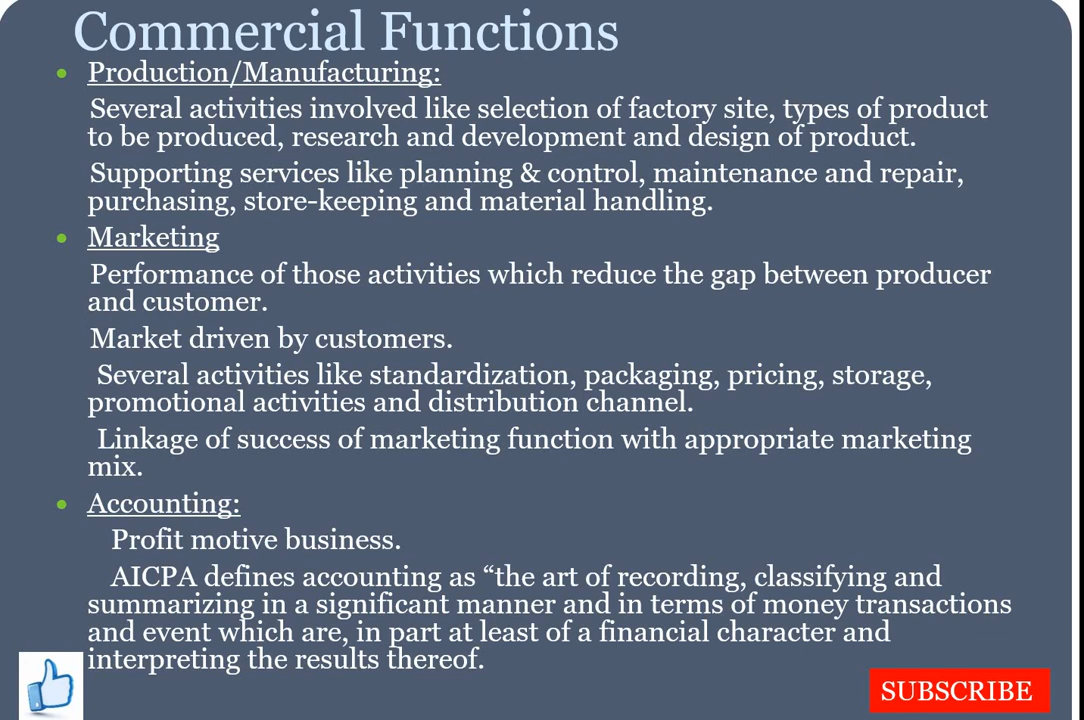 Commercial Functions
• Production/Manufacturing:
Several activities involved like selection of factory site, types of product
to be produced, research and development and design of product.
Supporting services like planning & control, maintenance and repair,
purchasing, store-keeping and material handling.
• Marketing
Performance of those activities which reduce the gap between producer
and customer.
Market driven by customers.
Several activities like standardization, packaging, pricing, storage,
promotional activities and distribution channel.
Linkage of success of marketing function with appropriate marketing
mix.
• Accounting:
Profit motive business.
AICPA defines accounting as “the art of recording, classifying and
summarizing in a significant manner and in terms of money transactions
and event which are, in part at least of a financial character and
interpreting the results thereof.
SUBSCRIBE